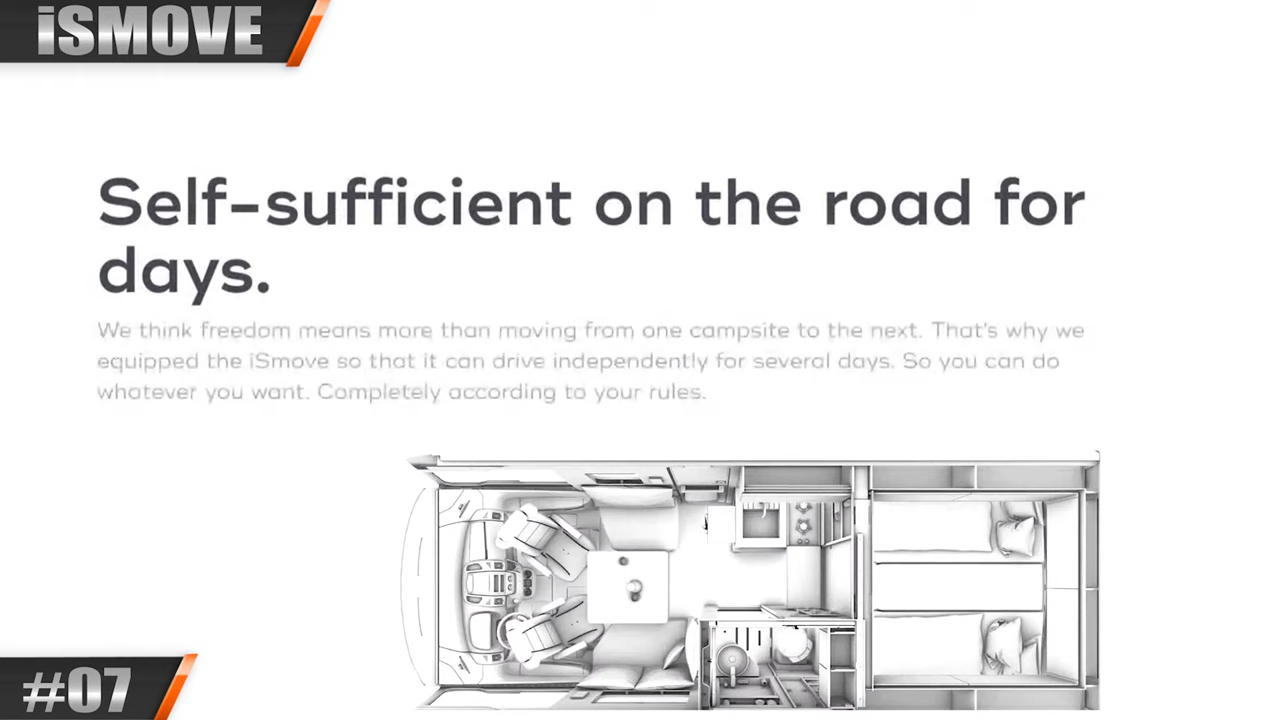 iSMOVE
Self-sufficient on the road for
days.
We think freedom means more than moving from one campsite to the next. That's why we
equipped the iSmove so that it can drive independently for several days. So you can do
whatever you want. Completely according to your rules.
#07